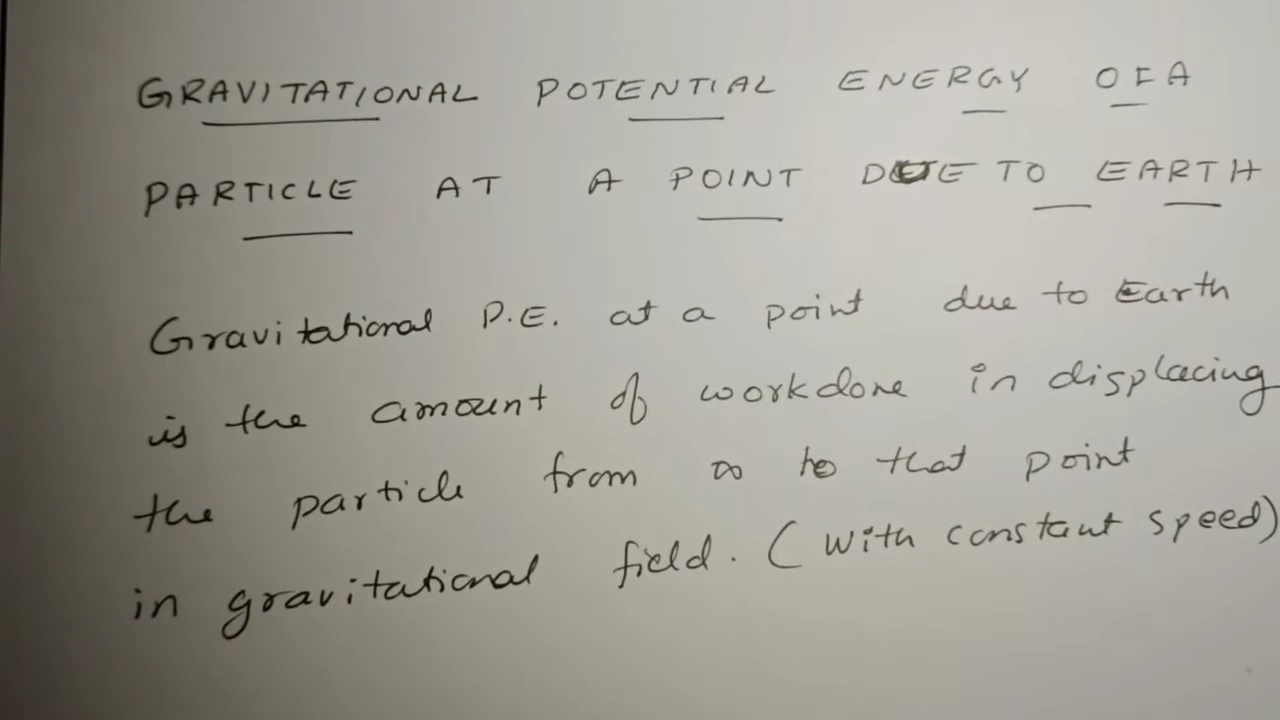 GRAVITATIONAL POTENTIAL ENERGY OF A
PARTICLE AT A POINT DUE TO EARTH
Gravitational P.E. at a point due to Earth
is the amount of workdone in displacing
the particle from ∞ to that point
in gravitational field. (with constant speed)